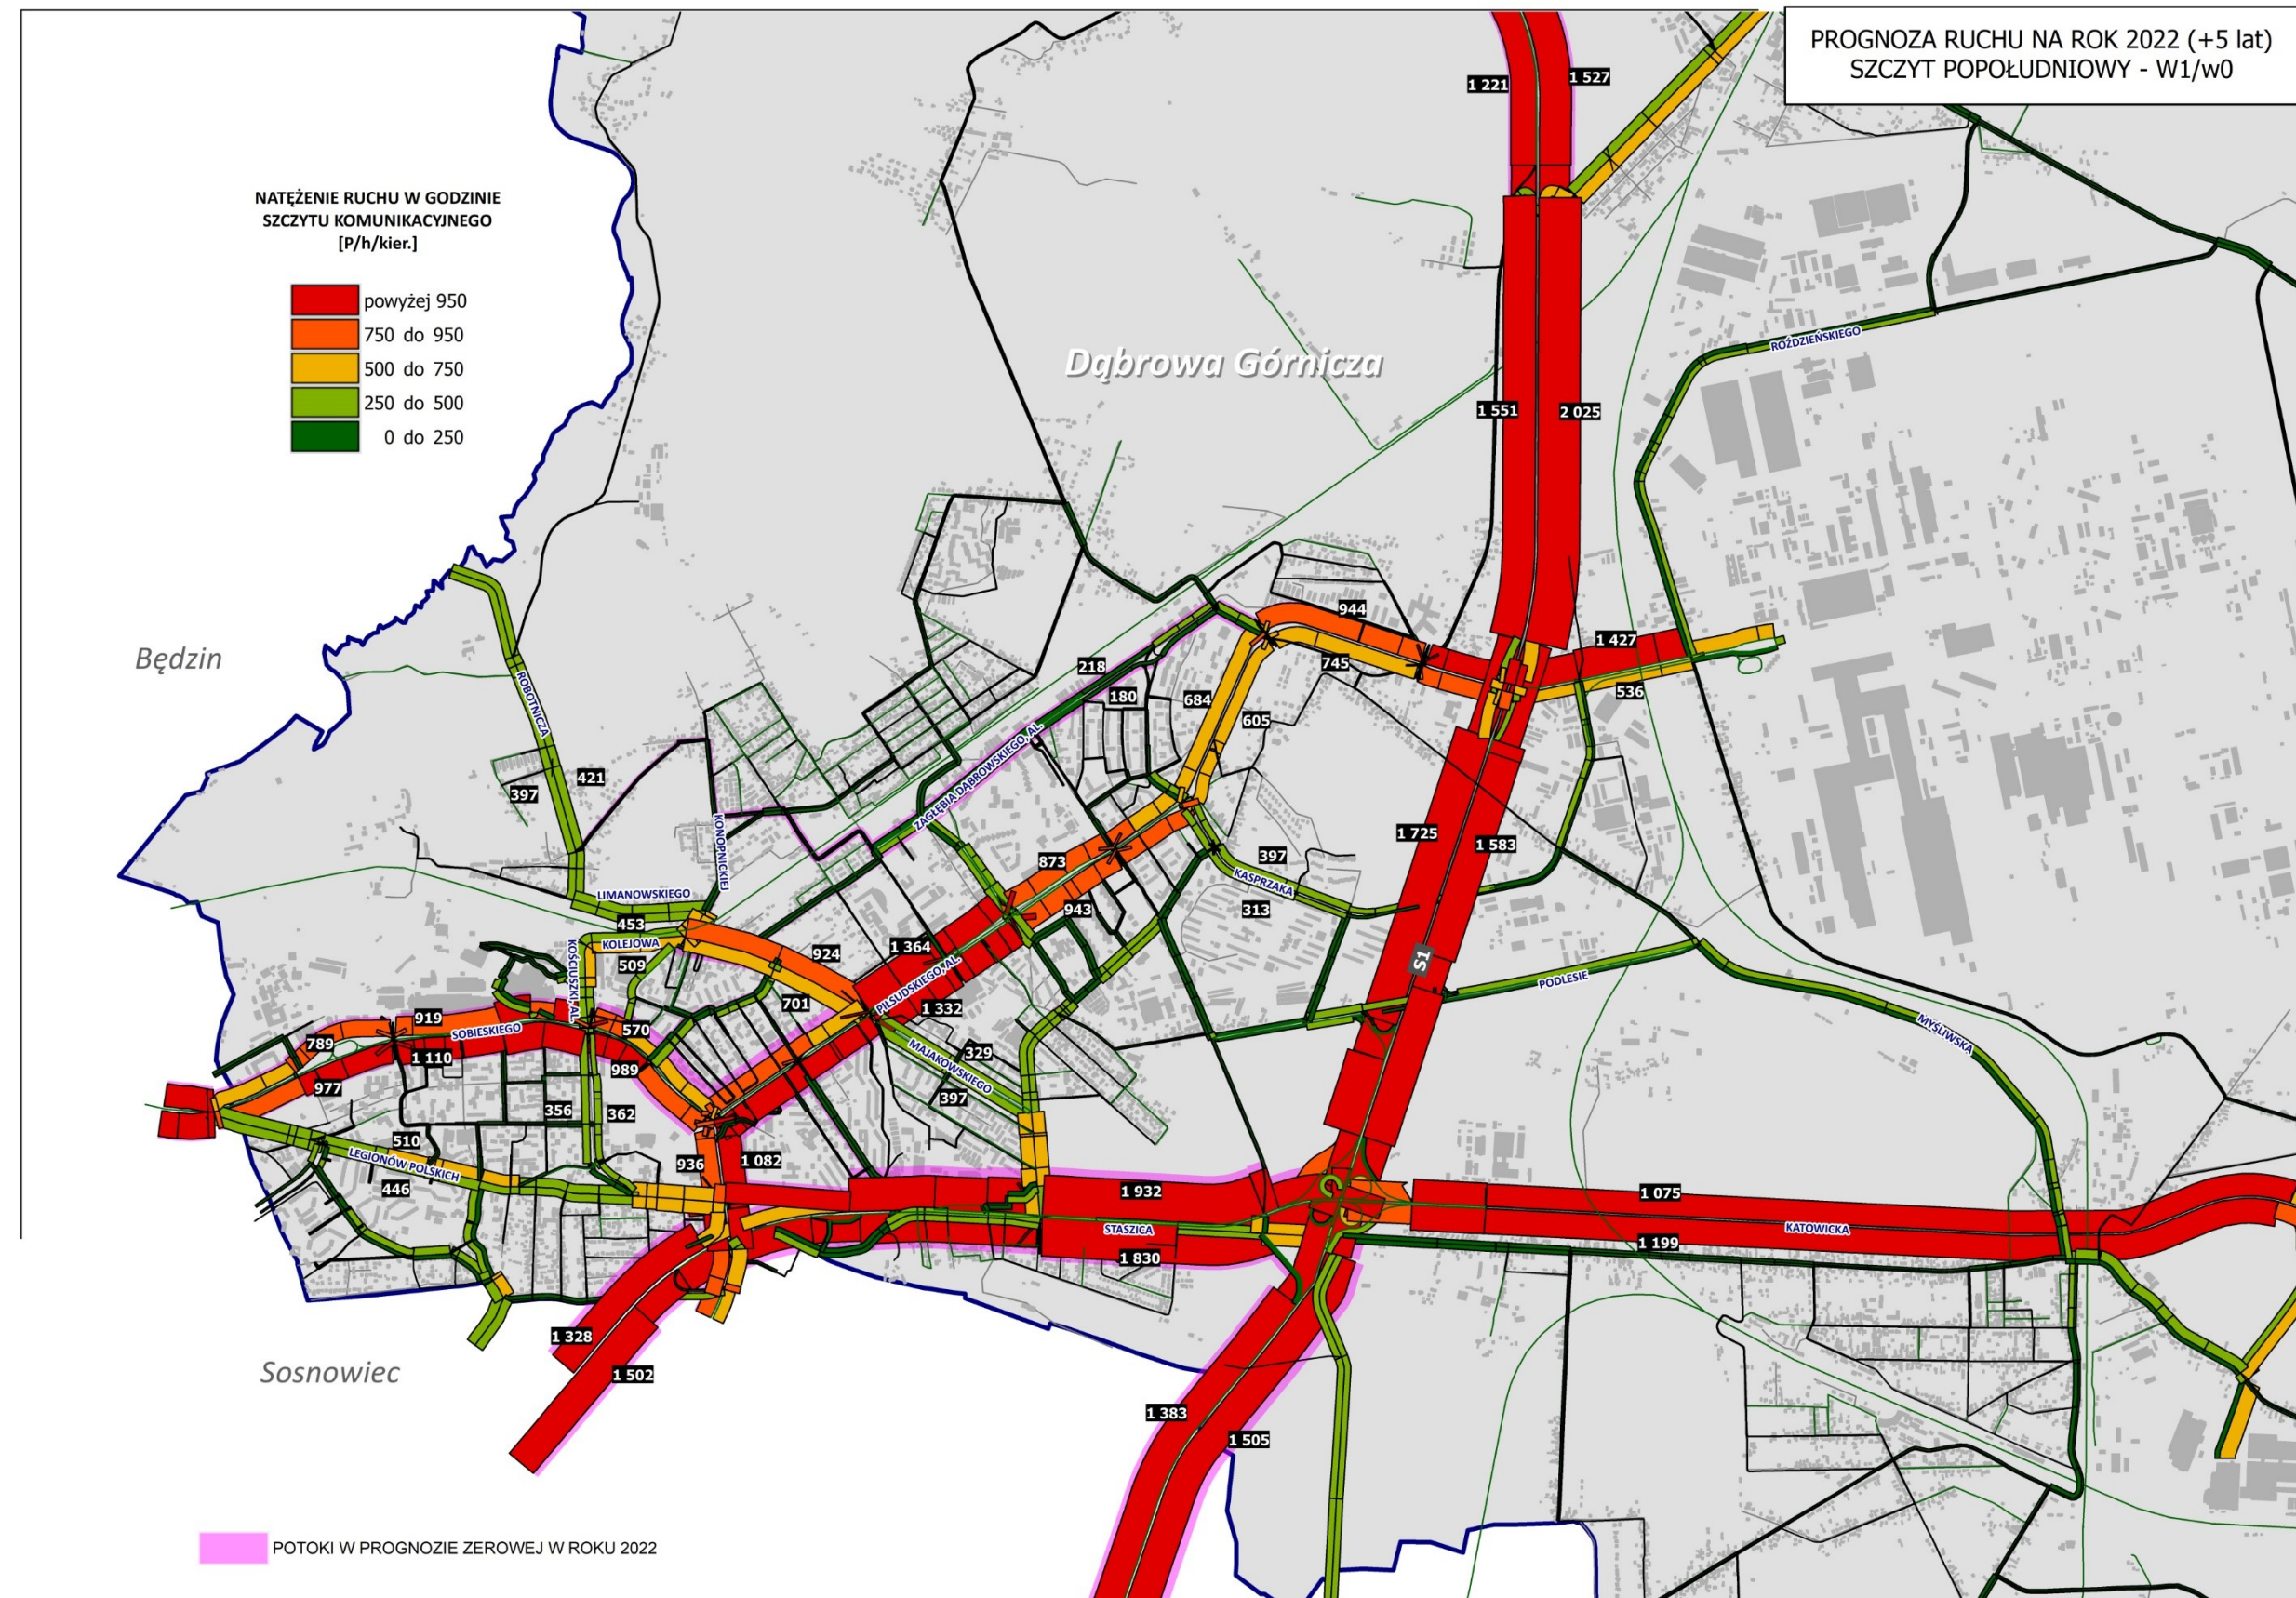 PROGNOZA RUCHU NA ROK 2022 (+5 lat)
SZCZYT POPOŁUDNIOWY - W1/w0
NATĘŻENIE RUCHU W GODZINIE
SZCZYTU KOMUNIKACYJNEGO
[P/h/kier.]
powyżej 950
750 do 950
500 do 750
250 do 500
0 do 250
1 221
1 527
ROŹDZIEŃSKIEGO
Dąbrowa Górnicza
1 551
2 025
944
1 427
Będzin
218
745
180
684
536
605
ROBOTNICZA
ZAGŁĘBIA DĄBROWSKIEGO, AL.
421
397
1 725
1 583
KONOPNICKIEJ
873
397
KASPRZAKA
LIMANOWSKIEGO
943
313
453
KOLEJOWA
KOŚCIUSZKI, AL.
924
1 364
509
S1
PIŁSUDSKIEGO, AL.
PODLESIE
701
1 332
919
SOBIESKIEGO
570
MYŚLIWSKA
789
1 110
989
MAJAKOWSKIEGO
329
977
397
356
362
510
LEGIONÓW POLSKICH
936
1 082
446
1 932
1 075
STASZICA
KATOWICKA
1 830
1 199
1 328
Sosnowiec
1 502
1 383
1 505
POTOKI W PROGNOZIE ZEROWEJ W ROKU 2022